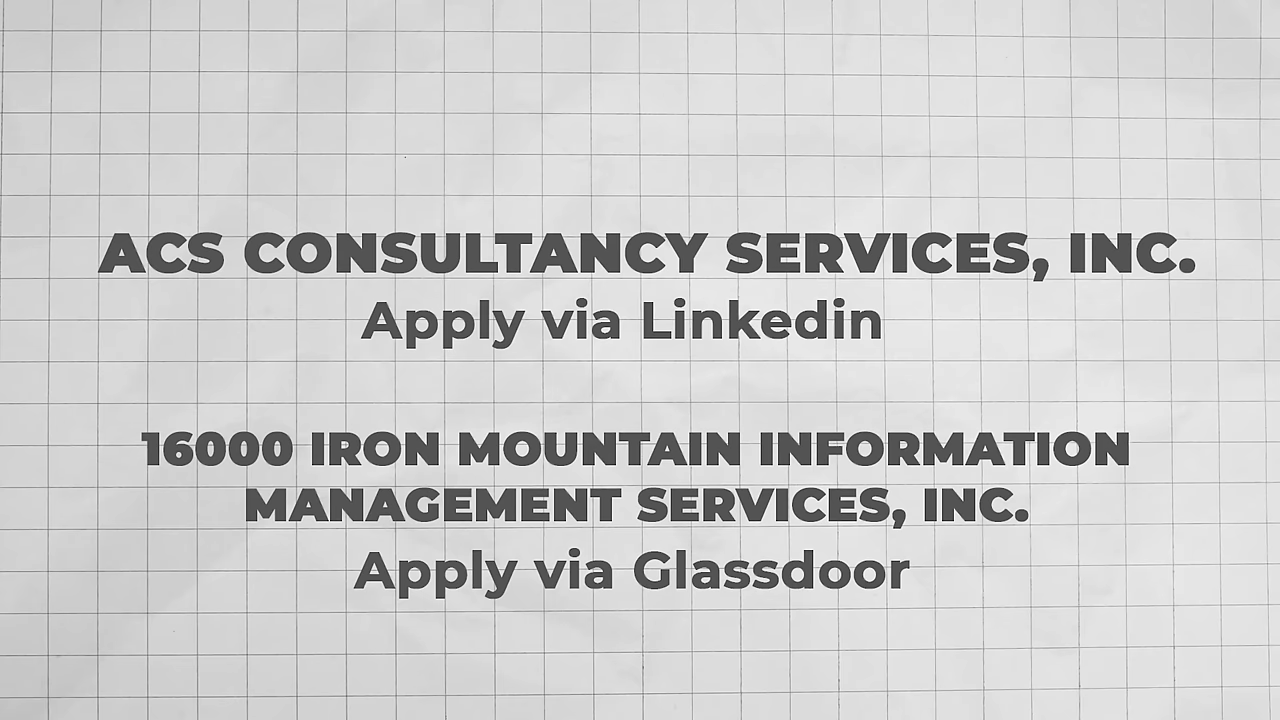 ACS CONSULTANCY SERVICES, INC.
Apply via Linkedin
16000 IRON MOUNTAIN INFORMATION
MANAGEMENT SERVICES, INC.
Apply via Glassdoor